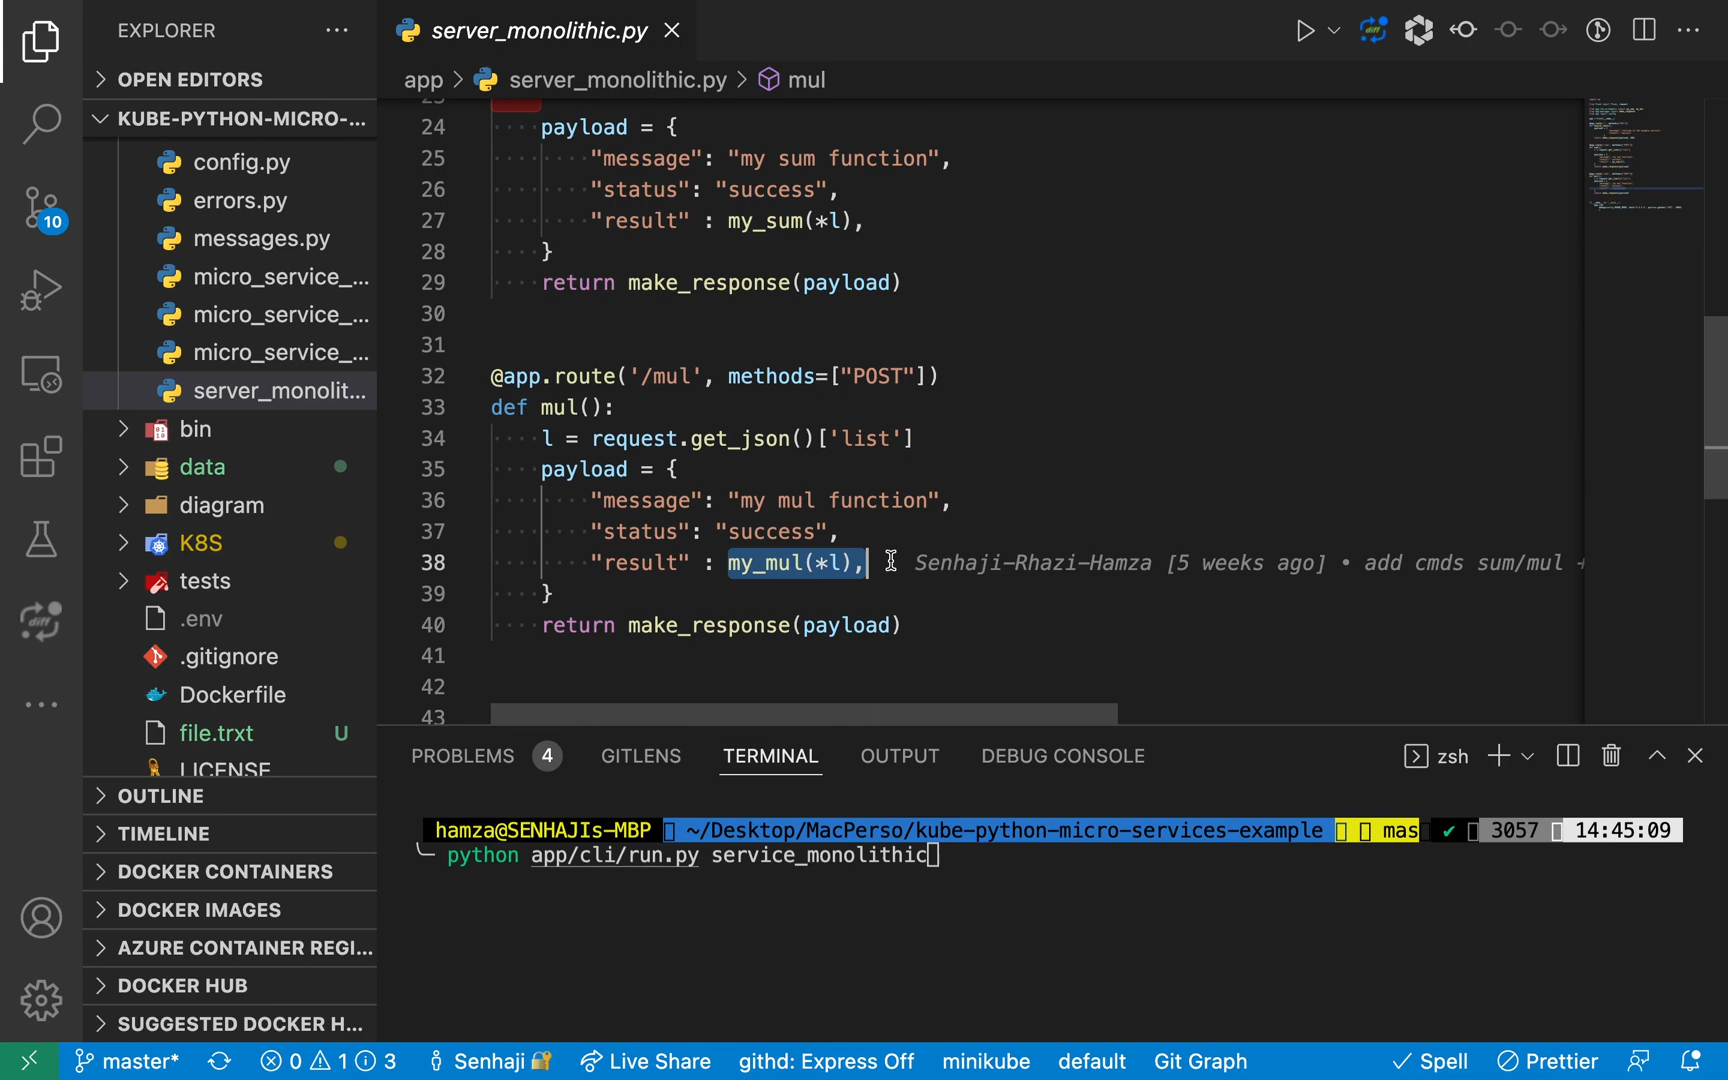 EXPLORER
server_monolithic.py
OPEN EDITORS
app > server_monolithic.py > mul
KUBE-PYTHON-MICRO-...
config.py
errors.py
messages.py
micro_service_...
micro_service_...
micro_service_...
server_monolit...
bin
data
diagram
K8S
tests
.env
.gitignore
Dockerfile
file.trxt U
LICENSE
OUTLINE
TIMELINE
DOCKER CONTAINERS
DOCKER IMAGES
AZURE CONTAINER REGI...
DOCKER HUB
SUGGESTED DOCKER H...
10
24 payload = {
25 "message": "my sum function",
26 "status": "success",
27 "result" : my_sum(*l),
28 }
29 return make_response(payload)
30
31
32 @app.route('/mul', methods=["POST"])
33 def mul():
34 l = request.get_json()['list']
35 payload = {
36 "message": "my mul function",
37 "status": "success",
38 "result" : my_mul(*l), Senhaji-Rhazi-Hamza [5 weeks ago] • add cmds sum/mul
39 }
40 return make_response(payload)
41
42
43
PROBLEMS 4 GITLENS TERMINAL OUTPUT DEBUG CONSOLE zsh
hamza@SENHAJIs-MBP ~/Desktop/MacPerso/kube-python-micro-services-example mas ✔ 3057 14:45:09
python app/cli/run.py service_monolithic
master* 0 1 3 Senhaji Live Share githd: Express Off minikube default Git Graph Spell Prettier